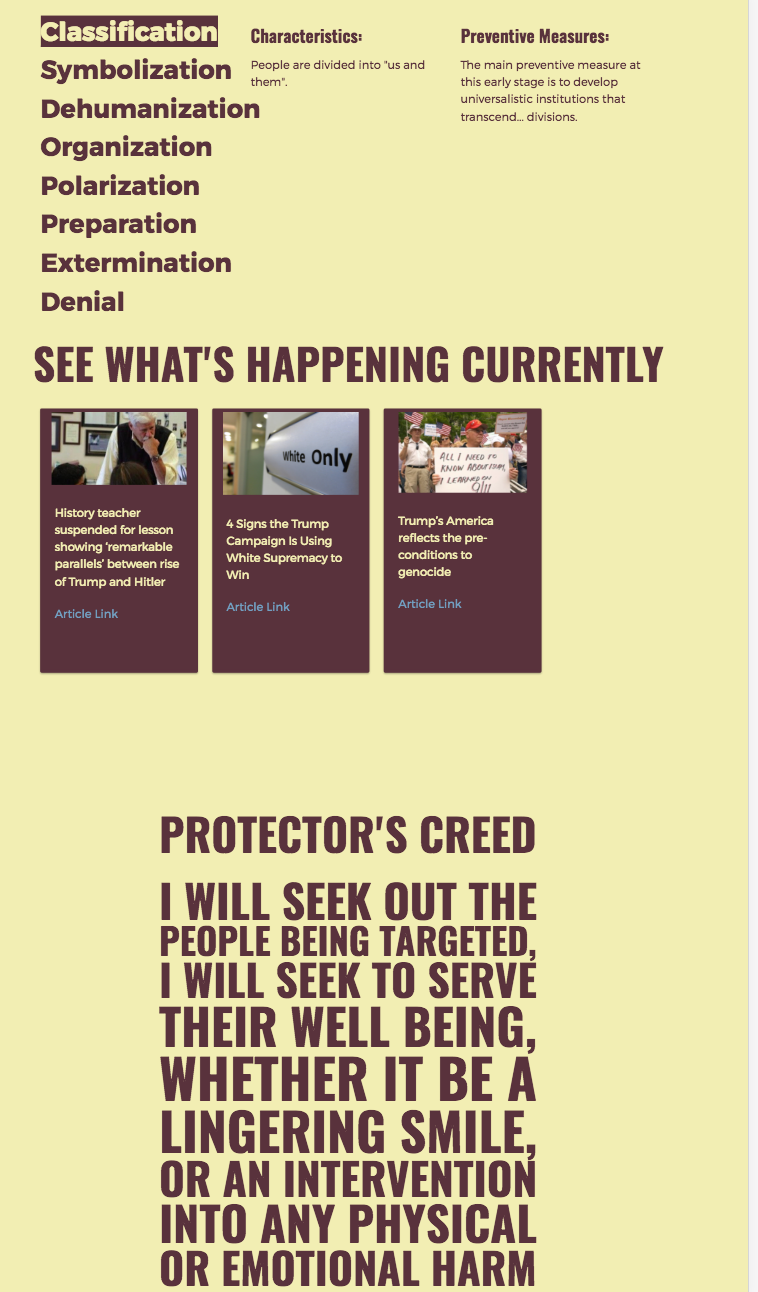 Classification
Symbolization
Dehumanization
Organization
Polarization
Preparation
Extermination
Denial
Characteristics:
People are divided into "us and
them".
Preventive Measures:
The main preventive measure at
this early stage is to develop
universalistic institutions that
transcend... divisions.
SEE WHAT'S HAPPENING CURRENTLY
History teacher
suspended for lesson
showing ‘remarkable
parallels’ between rise
of Trump and Hitler
Article Link
White Only
4 Signs the Trump
Campaign Is Using
White Supremacy to
Win
Article Link
ALL I NEED TO
KNOW ABOUT ISLAM,
I LEARNED ON
9/11
Trump's America
reflects the pre-
conditions to
genocide
Article Link
PROTECTOR'S CREED
I WILL SEEK OUT THE
PEOPLE BEING TARGETED,
I WILL SEEK TO SERVE
THEIR WELL BEING,
WHETHER IT BE A
LINGERING SMILE,
OR AN INTERVENTION
INTO ANY PHYSICAL
OR EMOTIONAL HARM